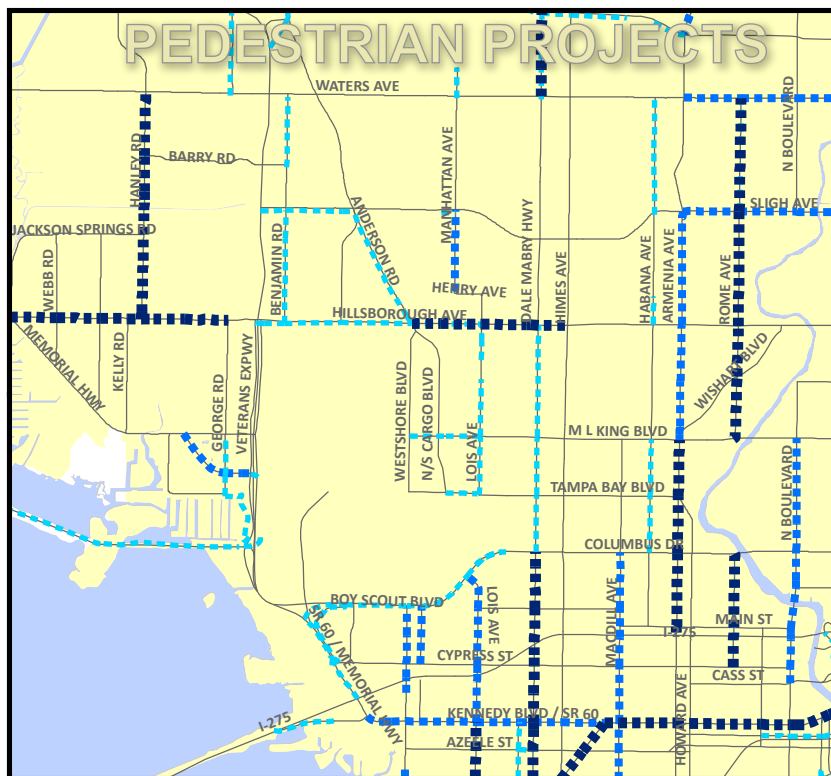 PEDESTRIAN PROJECTS
WATERS AVE
N BOULEVARD
HANLEY RD
BARRY RD
MANHATTAN AVE
SLIGH AVE
ANDERSON RD
JACKSON SPRINGS RD
WEBB RD
BENJAMIN RD
DALE MABRY HWY
HIMES AVE
HABANA AVE
ARMENIA AVE
ROME AVE
HENRY AVE
HILLSBOROUGH AVE
MEMORIAL HWY
KELLY RD
GEORGE RD
VETERANS EXPWY
WESTSHORE BLVD
N/S CARGO BLVD
LOIS AVE
WISHART BLVD
M L KING BLVD
TAMPA BAY BLVD
N BOULEVARD
COLUMBUS DR
BOY SCOUT BLVD
LOIS AVE
MACDILL AVE
MAIN ST
I-275
SR 60 / MEMORIAL HWY
CYPRESS ST
CASS ST
HOWARD AVE
KENNEDY BLVD / SR 60
I-275
AZEELE ST